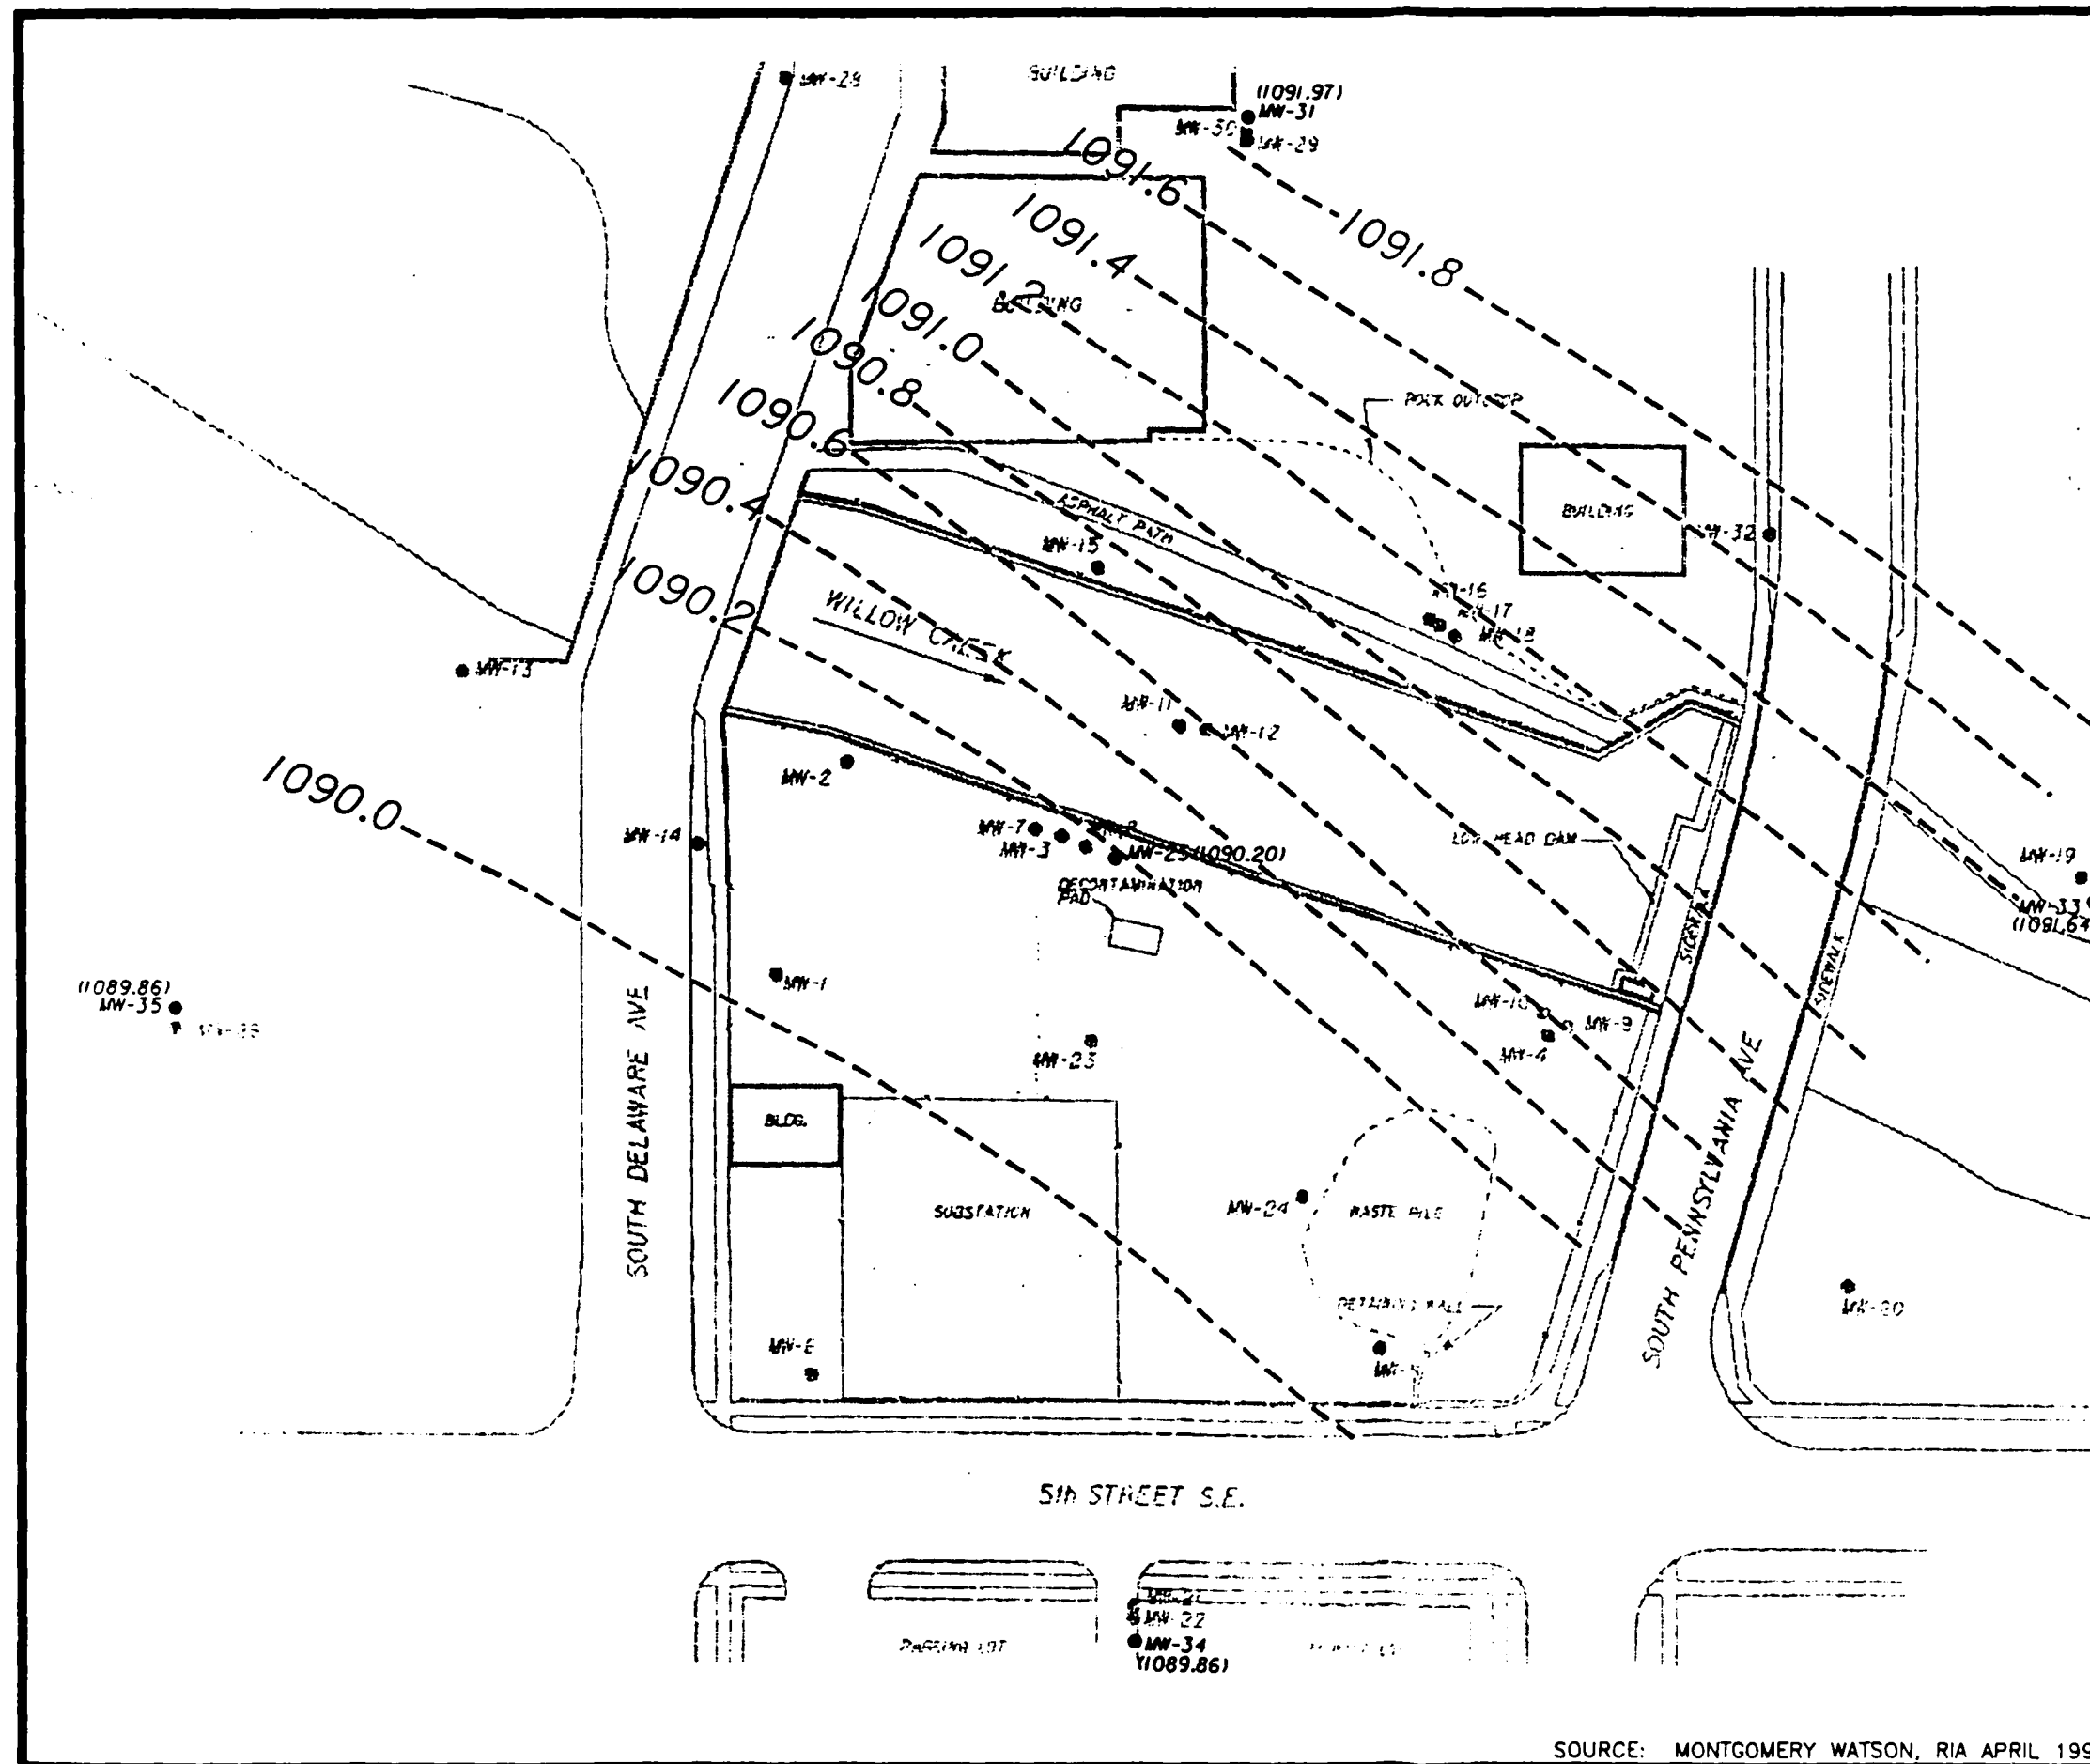 BUILDING
MW-28
(1091.97)
MW-31
MW-30
MW-29
1091.6
1091.8
1091.4
1091.2
BUILDING
1091.0
1090.8
1090.6
1090.4
1090.2
1090.0
ROCK OUTCROP
ASPHALT PATH
BUILDING
MW-32
MW-15
MW-16
MW-17
MW-18
WILLOW CREEK
MW-13
MW-11
MW-12
MW-2
MW-14
MW-7
MW-3
MW-25(1090.20)
LOW HEAD DAM
DECONTAMINATION
PAD
MW-19
MW-33
(1091.64
SIDEWALK
SIDEWALK
(1089.86)
MW-35
MW-1
MW-10
MW-9
MW-4
MW-23
SOUTH DELAWARE AVE
SOUTH PENNSYLVANIA AVE
BLDG.
SUBSTATION
MW-24
WASTE PILE
RETAINING WALL
MW-20
5th STREET S.E.
MW-22
MW-34
(1089.86)
PARKING LOT
SOURCE: MONTGOMERY WATSON, RIA APRIL 199